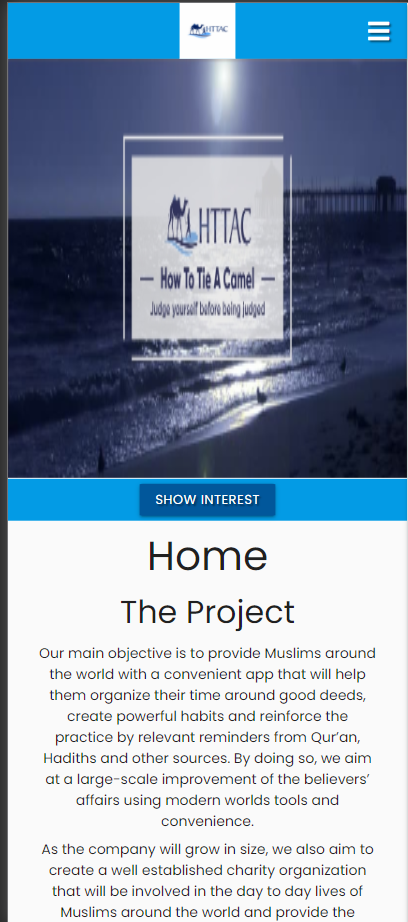 HTTAC
HTTAC
How To Tie A Camel
Judge yourself before being judged
SHOW INTEREST
Home
The Project
Our main objective is to provide Muslims around
the world with a convenient app that will help
them organize their time around good deeds,
create powerful habits and reinforce the
practice by relevant reminders from Qur’an,
Hadiths and other sources. By doing so, we aim
at a large-scale improvement of the believers’
affairs using modern worlds tools and
convenience.
As the company will grow in size, we also aim to
create a well established charity organization
that will be involved in the day to day lives of
Muslims around the world and provide the